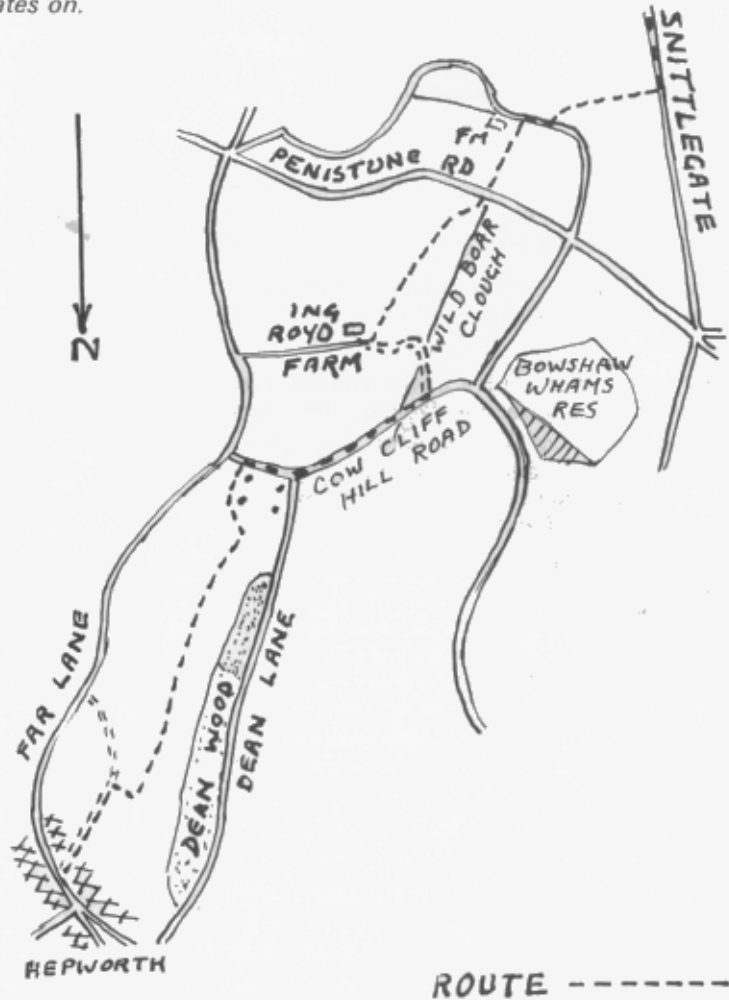 ates on.
SNITTLEGATE
FM
PENISTUNE RD
WILD BOAR
CLOUGH
ING
ROYD
FARM
N
BOWSHAW
WHAMS
RES
COW CLIFF
HILL ROAD
FAR LANE
DEAN WOOD
DEAN LANE
HEPWORTH
ROUTE